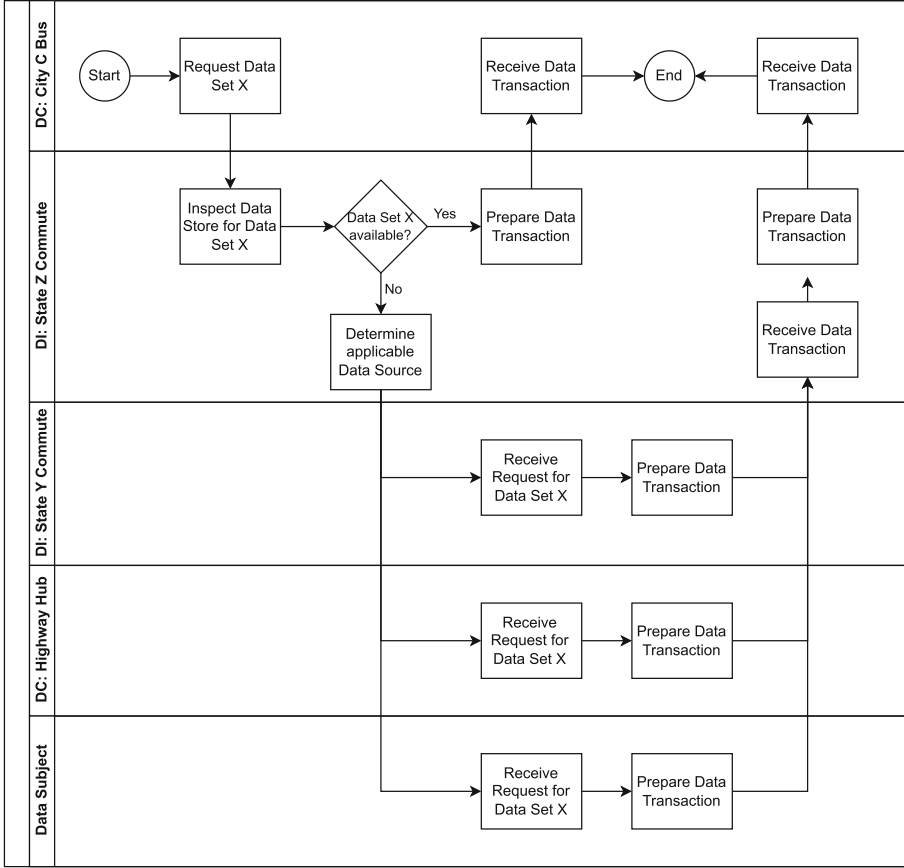 DC: City C Bus
Start
Request Data
Set X
Receive Data
Transaction
End
Receive Data
Transaction
DI: State Z Commute
Inspect Data
Store for Data
Set X
Data Set X
available?
Yes
No
Prepare Data
Transaction
Prepare Data
Transaction
Determine
applicable
Data Source
Receive Data
Transaction
DI: State Y Commute
Receive
Request for
Data Set X
Prepare Data
Transaction
DC: Highway Hub
Receive
Request for
Data Set X
Prepare Data
Transaction
Data Subject
Receive
Request for
Data Set X
Prepare Data
Transaction